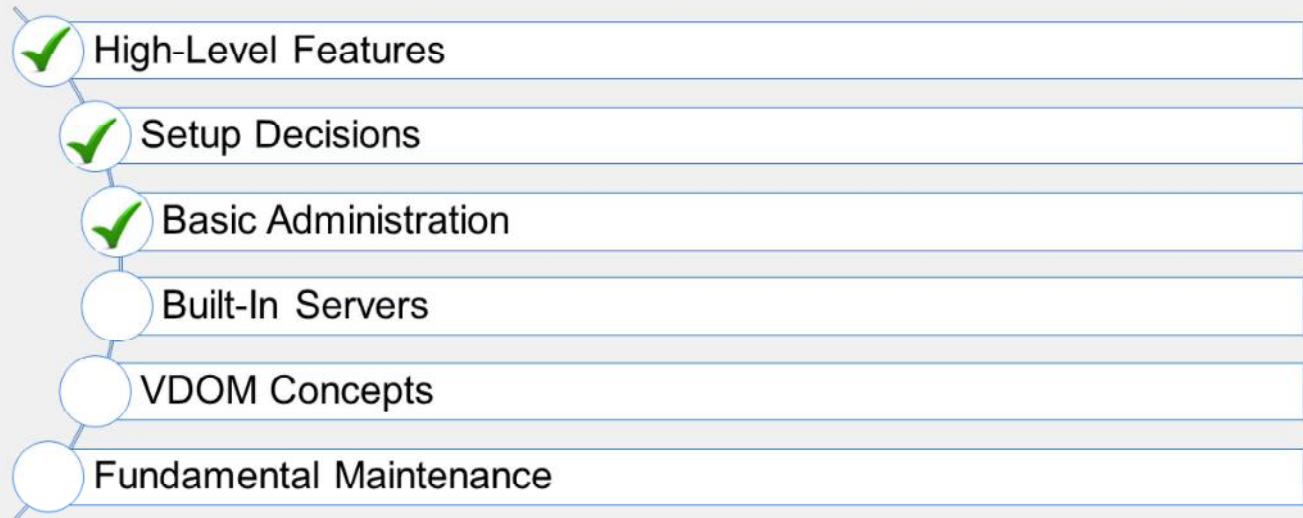 High-Level Features
Setup Decisions
Basic Administration
Built-In Servers
VDOM Concepts
Fundamental Maintenance